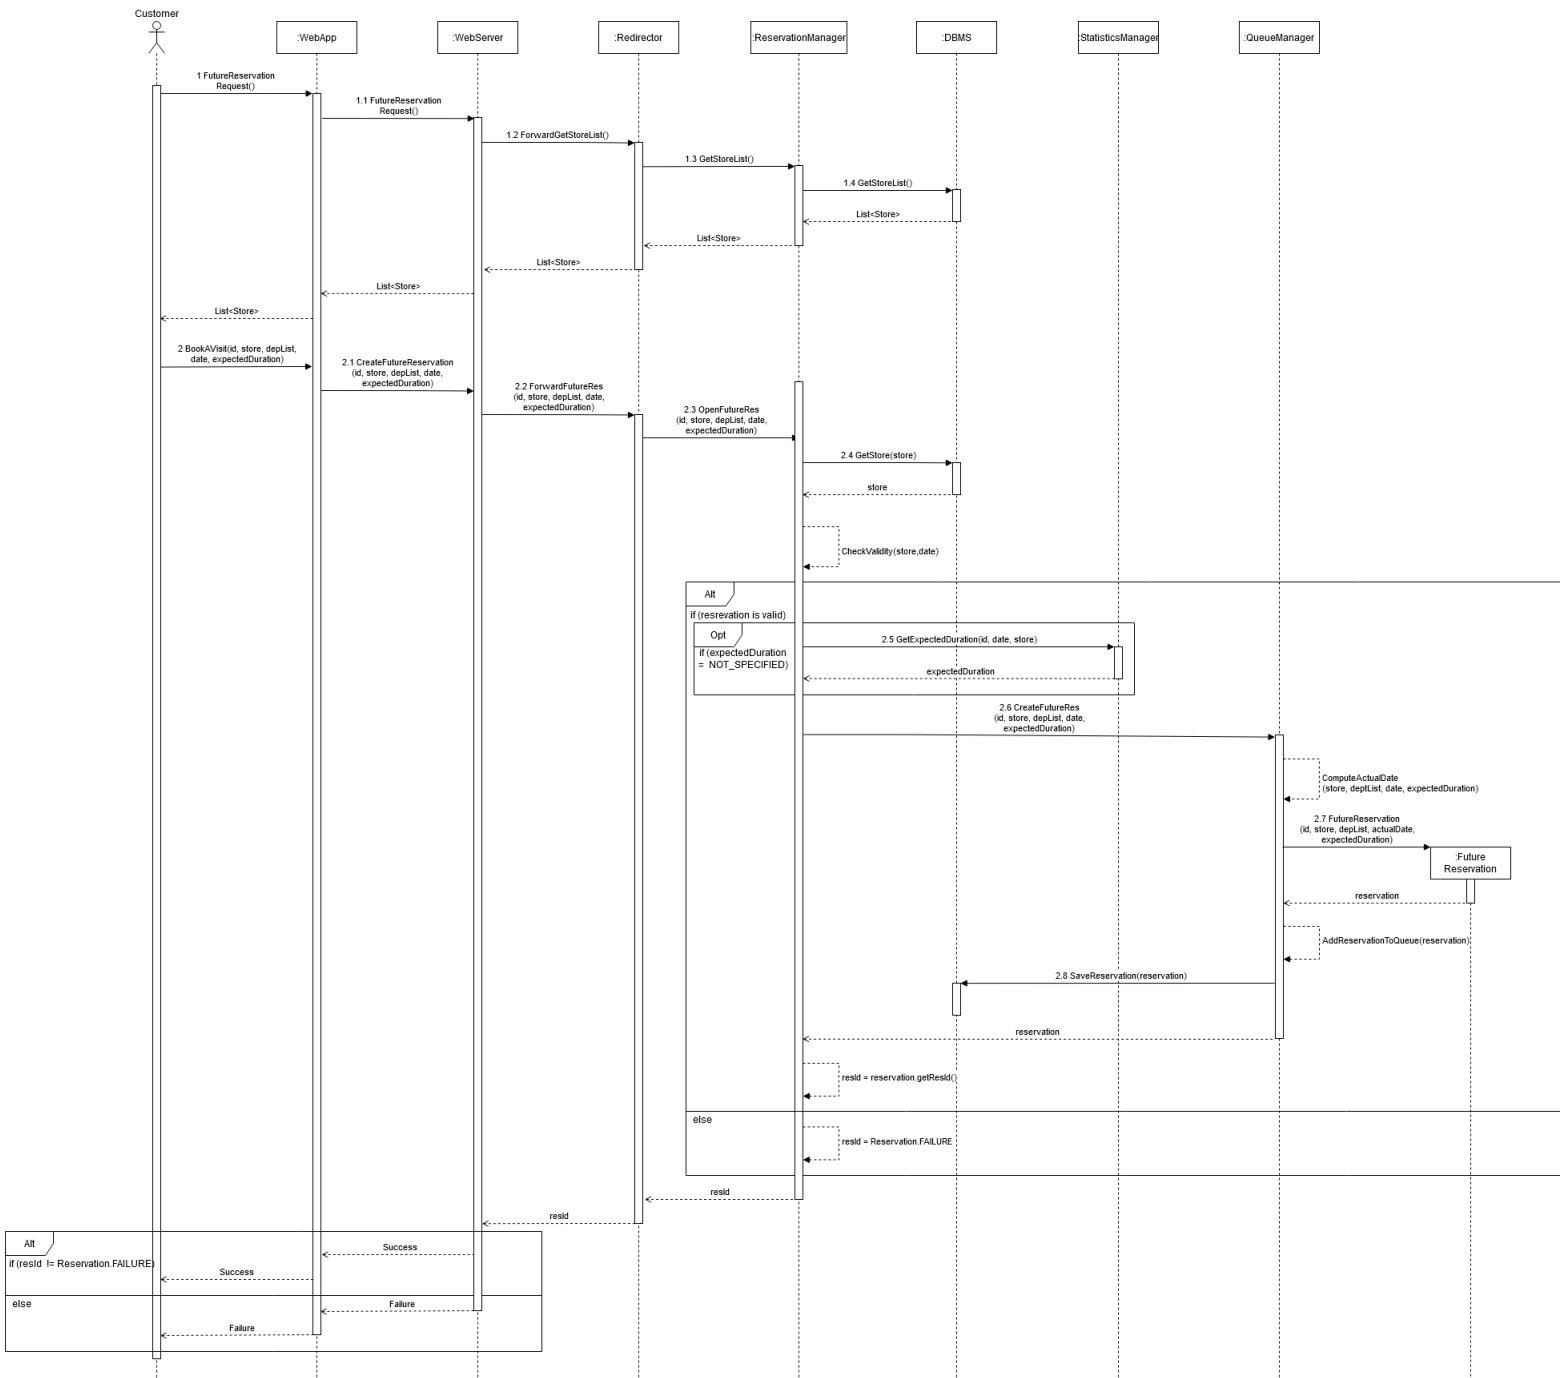 Customer
:WebApp
:WebServer
:Redirector
:ReservationManager
:DBMS
:StatisticsManager
:QueueManager
1 FutureReservation
Request()
1.1 FutureReservation
Request()
1.2 ForwardGetStoreList()
1.3 GetStoreList()
1.4 GetStoreList()
List<Store>
List<Store>
List<Store>
List<Store>
List<Store>
2 BookAVisit(id, store, depList,
date, expectedDuration)
2.1 CreateFutureReservation
(id, store, depList, date,
expectedDuration)
2.2 ForwardFutureRes
(id, store, depList, date,
expectedDuration)
2.3 OpenFutureRes
(id, store, depList, date,
expectedDuration)
2.4 GetStore(store)
store
CheckValidity(store,date)
Alt
if (resrevation is valid)
Opt
if (expectedDuration
= NOT_SPECIFIED)
2.5 GetExpectedDuration(id, date, store)
expectedDuration
2.6 CreateFutureRes
(id, store, depList, date,
expectedDuration)
ComputeActualDate
(store, deptList, date, expectedDuration)
2.7 FutureReservation
(id, store, depList, actualDate,
expectedDuration)
:Future
Reservation
reservation
AddReservationToQueue(reservation)
2.8 SaveReservation(reservation)
reservation
resId = reservation.getResId()
else
resId = Reservation.FAILURE
resId
resId
Alt
if (resId != Reservation.FAILURE)
Success
Success
else
Failure
Failure